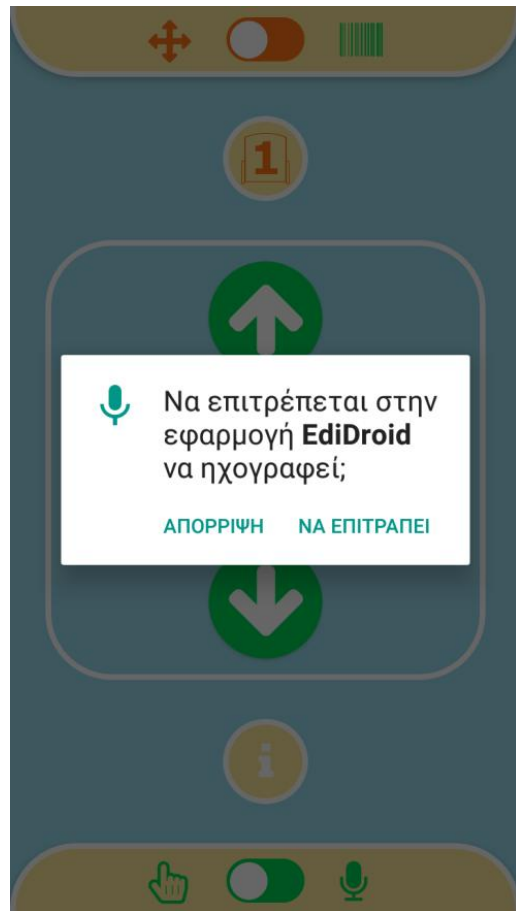 1
Να επιτρέπεται στην
εφαρμογή EdiDroid
να ηχογραφεί;
ΑΠΟΡΡΙΨΗ ΝΑ ΕΠΙΤΡΑΠΕΙ
i